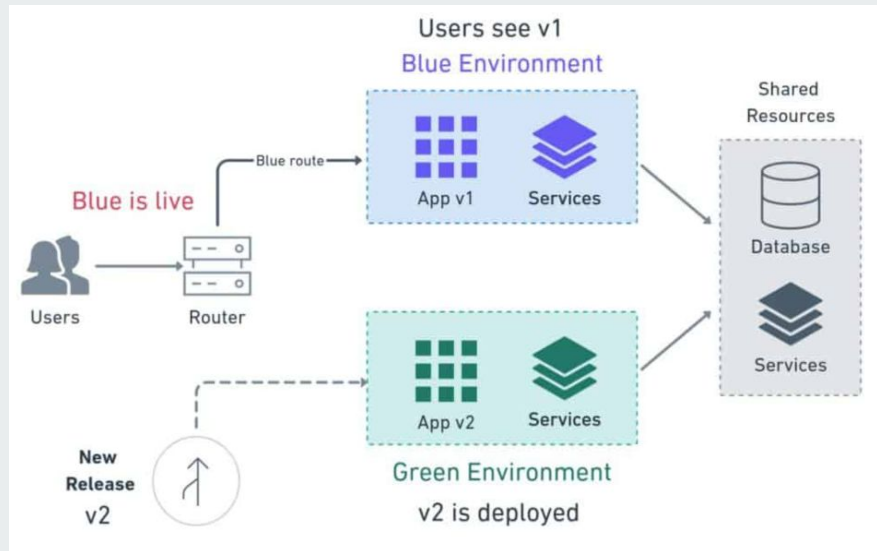 Users see v1
Blue Environment
Shared
Resources
Blue route
App v1
Services
Blue is live
Database
Users
Router
Services
App v2
Services
New
Release
v2
Green Environment
v2 is deployed